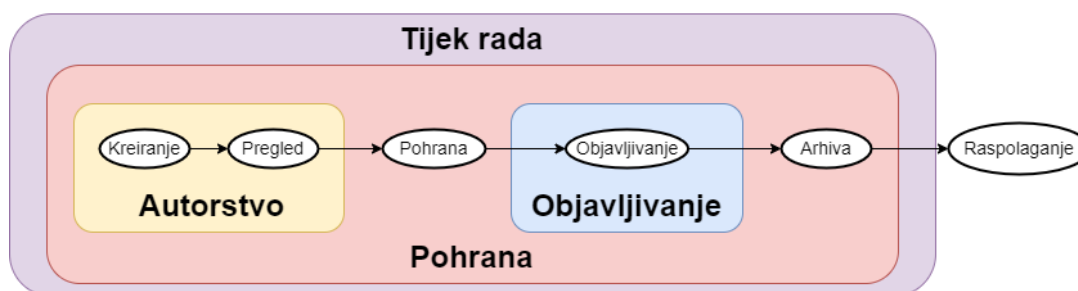 Tijek rada
Kreiranje Pregled Pohrana Objavljivanje Arhiva Raspolaganje
Autorstvo Objavljivanje
Pohrana